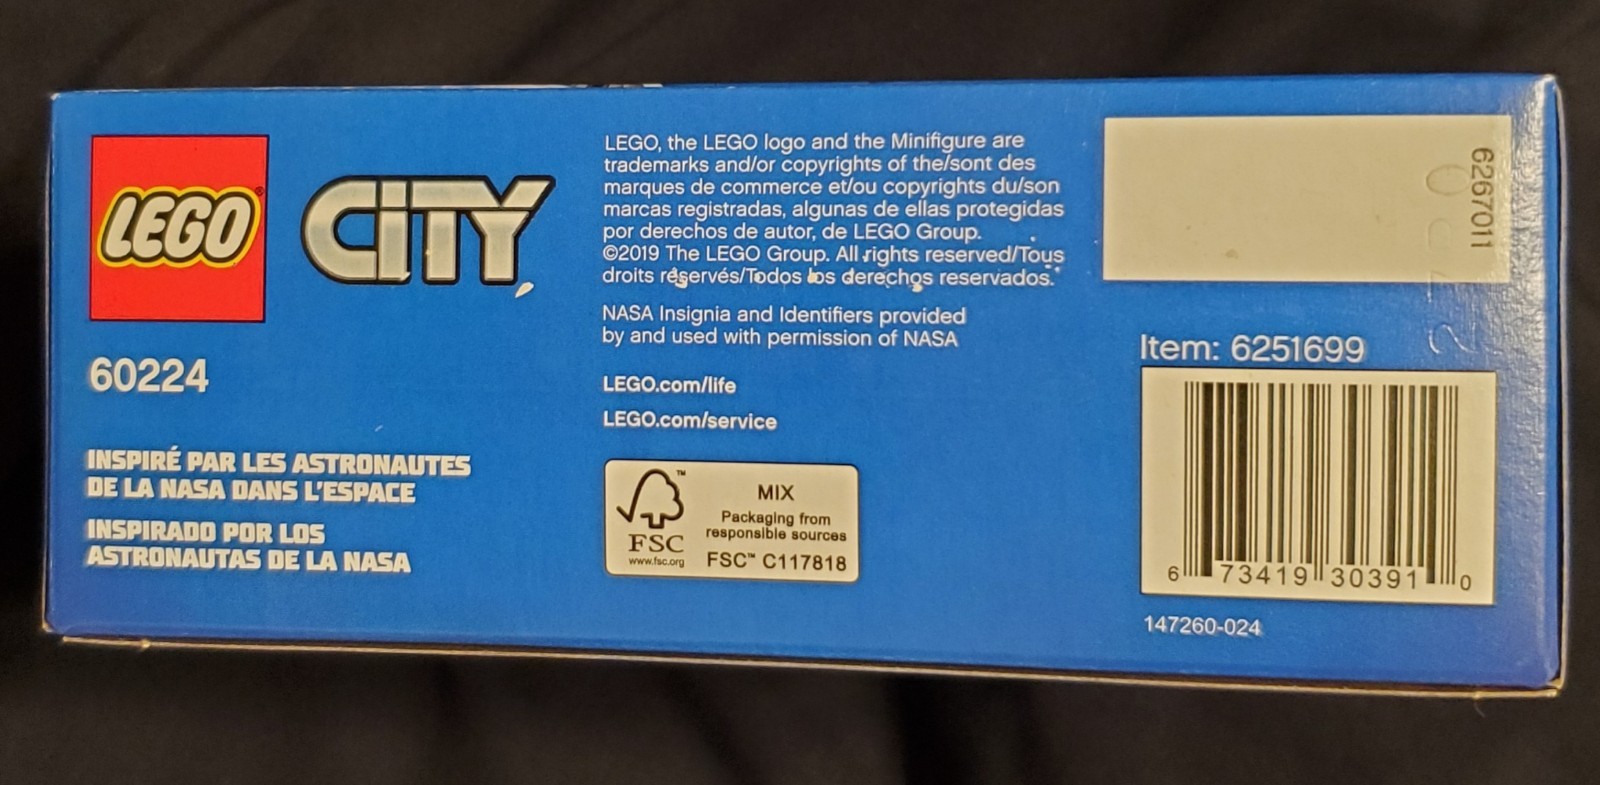 LEGO®
CITY
60224
INSPIRÉ PAR LES ASTRONAUTES
DE LA NASA DANS L'ESPACE
INSPIRADO POR LOS
ASTRONAUTAS DE LA NASA
LEGO, the LEGO logo and the Minifigure are
trademarks and/or copyrights of the/sont des
marques de commerce et/ou copyrights du/son
marcas registradas, algunas de ellas protegidas
por derechos de autor, de LEGO Group.
©2019 The LEGO Group. All rights reserved/Tous
droits réservés/Todos los derechos reservados.
NASA Insignia and Identifiers provided
by and used with permission of NASA
LEGO.com/life
LEGO.com/service
FSC™
www.fsc.org
MIX
Packaging from
responsible sources
FSC™ C117818
6267011
Item: 6251699
6 73419 30391 0
147260-024